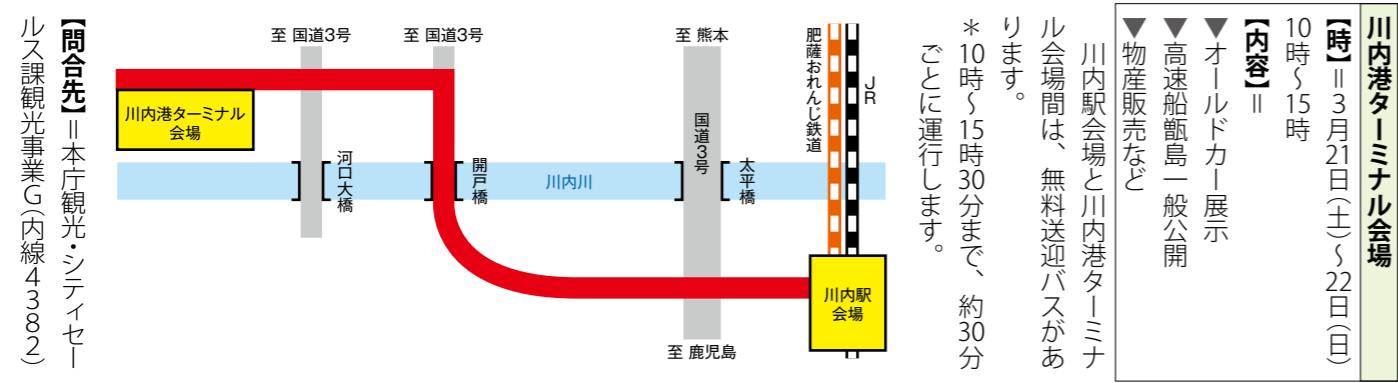 川内港ターミナル会場
【時】＝3月21日（土）～22日（日）
10時～15時
【内容】＝
▼オールドカー展示
▼高速船甑島一般公開
▼物産販売など
川内駅会場と川内港ターミナ
ル会場間は、無料送迎バスがあ
ります。
＊10時～15時30分まで、約30分
ごとに運行します。
至 国道3号
至 国道3号
至 熊本
肥薩おれんじ鉄道
JR
川内港ターミナル
会場
国道3号
河口大橋
開戸橋
川内川
太平橋
川内駅
会場
至 鹿児島
【問合先】＝本庁観光・シティセー
ルス課観光事業G（内線4382）